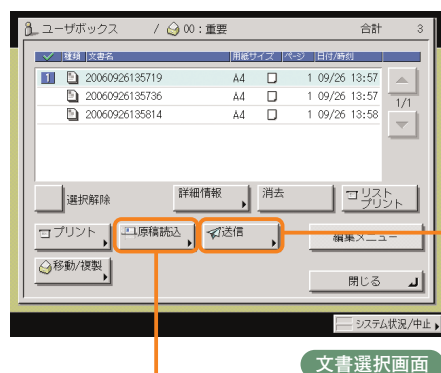 ユーザボックス / 00：重要 合計 3
種類 文書名 用紙サイズ ページ 日付/時刻
1 20060926135719 A4 1 09/26 13:57
20060926135736 A4 1 09/26 13:57
20060926135814 A4 1 09/26 13:58
1/1
選択解除 詳細情報 消去 リストプリント
プリント 原稿読込 送信 編集メニュー
移動/複製 閉じる
システム状況/中止
文書選択画面